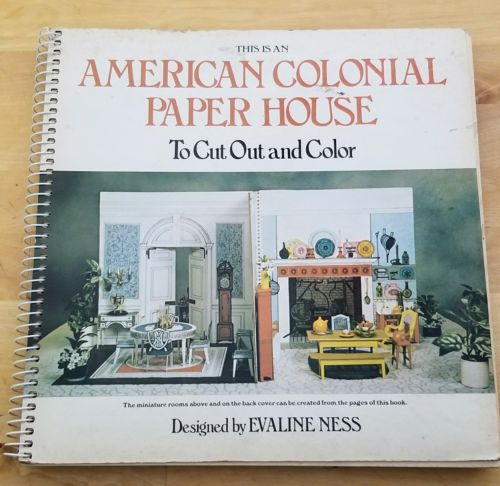 THIS IS AN
AMERICAN COLONIAL
PAPER HOUSE
To Cut Out and Color
The miniature rooms above and on the back cover can be created from the pages of this book.
Designed by EVALINE NESS